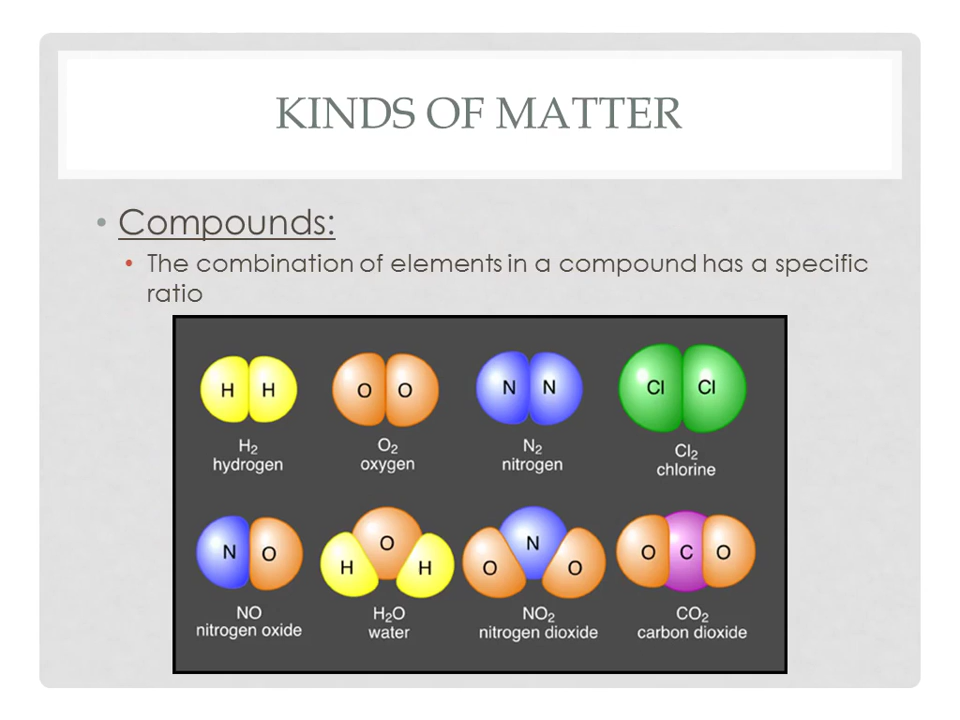 KINDS OF MATTER
• Compounds:
• The combination of elements in a compound has a specific
ratio
H H
O O
N N
Cl Cl
H₂
hydrogen
O₂
oxygen
N₂
nitrogen
Cl₂
chlorine
N O
H O H
O N O
O C O
NO
nitrogen oxide
H₂O
water
NO₂
nitrogen dioxide
CO₂
carbon dioxide